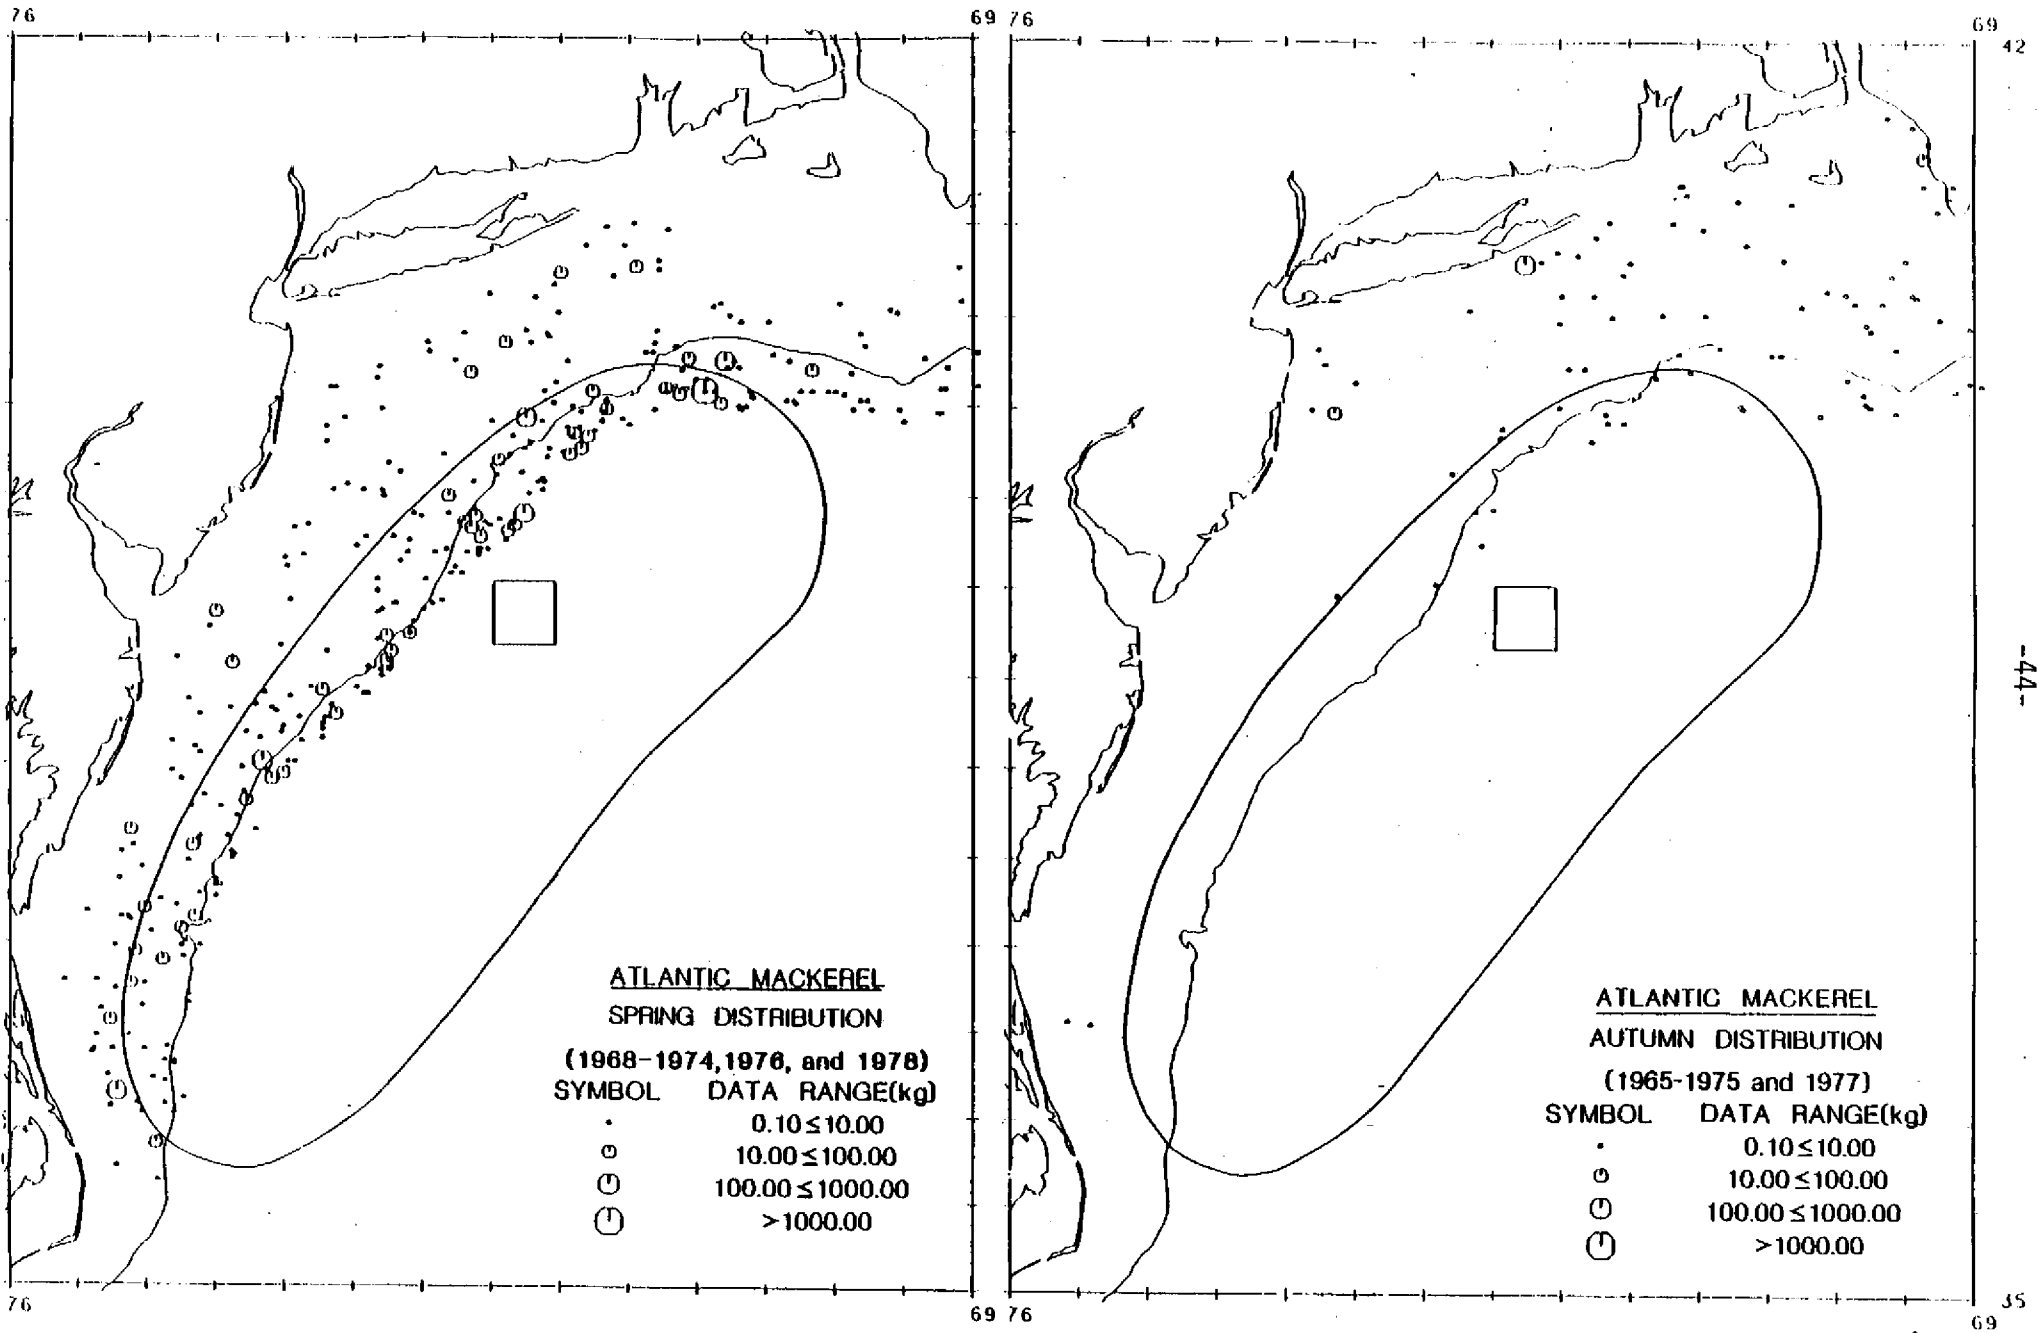 76
69
76
69
42
-44-
ATLANTIC MACKEREL
SPRING DISTRIBUTION
(1968-1974,1976, and 1978)
SYMBOL DATA RANGE(kg)
0.10≤10.00
10.00≤100.00
100.00≤1000.00
>1000.00
ATLANTIC MACKEREL
AUTUMN DISTRIBUTION
(1965-1975 and 1977)
SYMBOL DATA RANGE(kg)
0.10≤10.00
10.00≤100.00
100.00≤1000.00
>1000.00
76
69
76
69
35